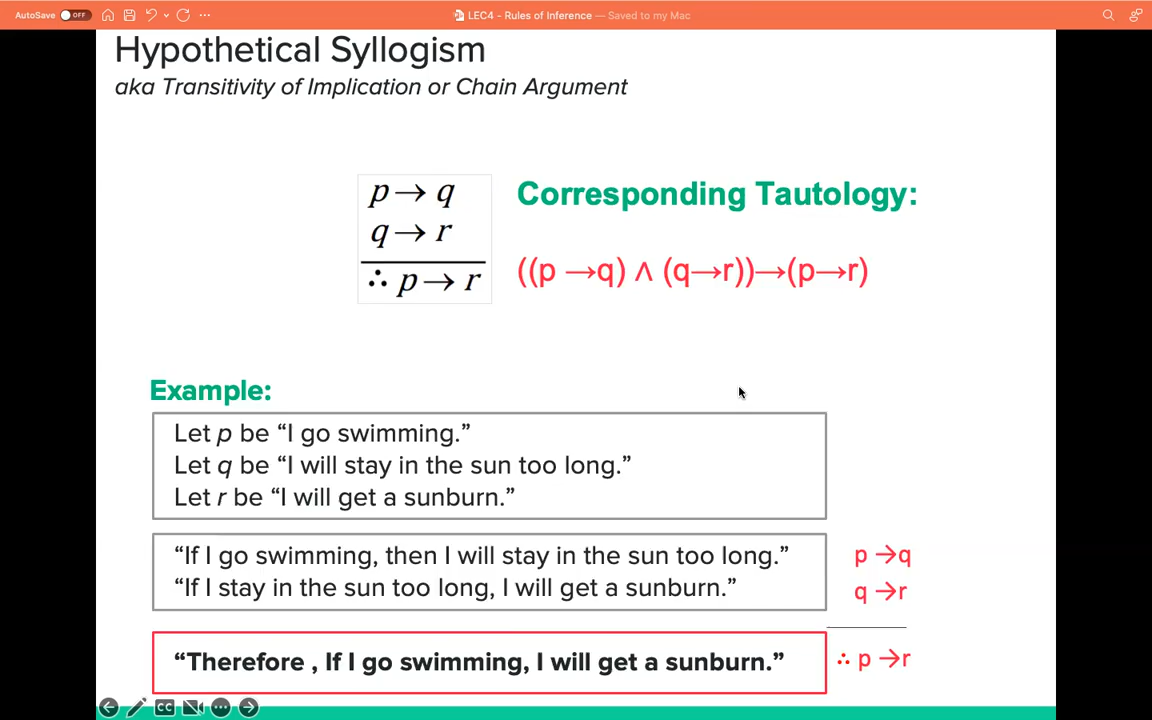 AutoSave OFF
LEC4 - Rules of Inference — Saved to my Mac
Hypothetical Syllogism
aka Transitivity of Implication or Chain Argument
p → q
q → r
∴ p → r
Corresponding Tautology:
((p →q) ∧ (q→r))→(p→r)
Example:
Let p be “I go swimming.”
Let q be “I will stay in the sun too long.”
Let r be “I will get a sunburn.”
“If I go swimming, then I will stay in the sun too long.”
“If I stay in the sun too long, I will get a sunburn.”
p →q
q →r
“Therefore , If I go swimming, I will get a sunburn.”
∴ p →r
CC